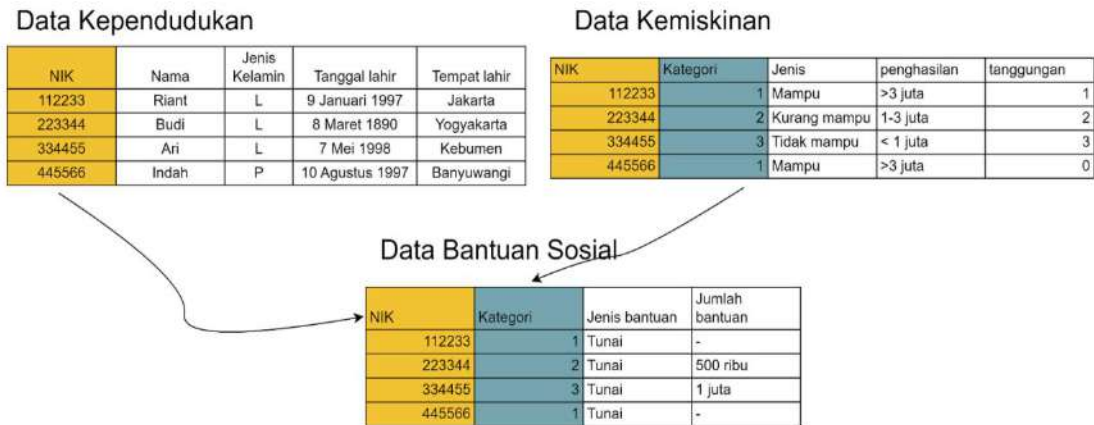 Data Kependudukan
NIK Nama Jenis Kelamin Tanggal lahir Tempat lahir
112233 Riant L 9 Januari 1997 Jakarta
223344 Budi L 8 Maret 1890 Yogyakarta
334455 Ari L 7 Mei 1998 Kebumen
445566 Indah P 10 Agustus 1997 Banyuwangi
Data Kemiskinan
NIK Kategori Jenis penghasilan tanggungan
112233 1 Mampu >3 juta 1
223344 2 Kurang mampu 1-3 juta 2
334455 3 Tidak mampu < 1 juta 3
445566 1 Mampu >3 juta 0
Data Bantuan Sosial
NIK Kategori Jenis bantuan Jumlah bantuan
112233 1 Tunai -
223344 2 Tunai 500 ribu
334455 3 Tunai 1 juta
445566 1 Tunai -